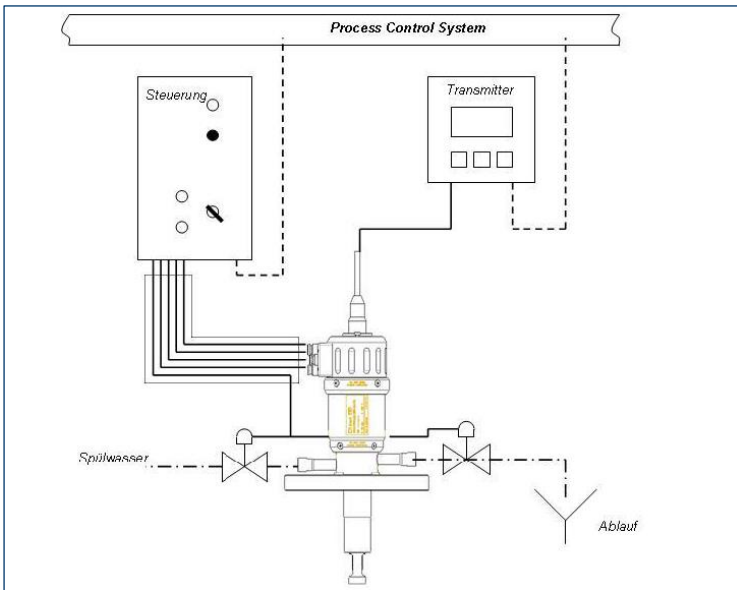 Process Control System
Steuerung
Transmitter
Spülwasser
Ablauf